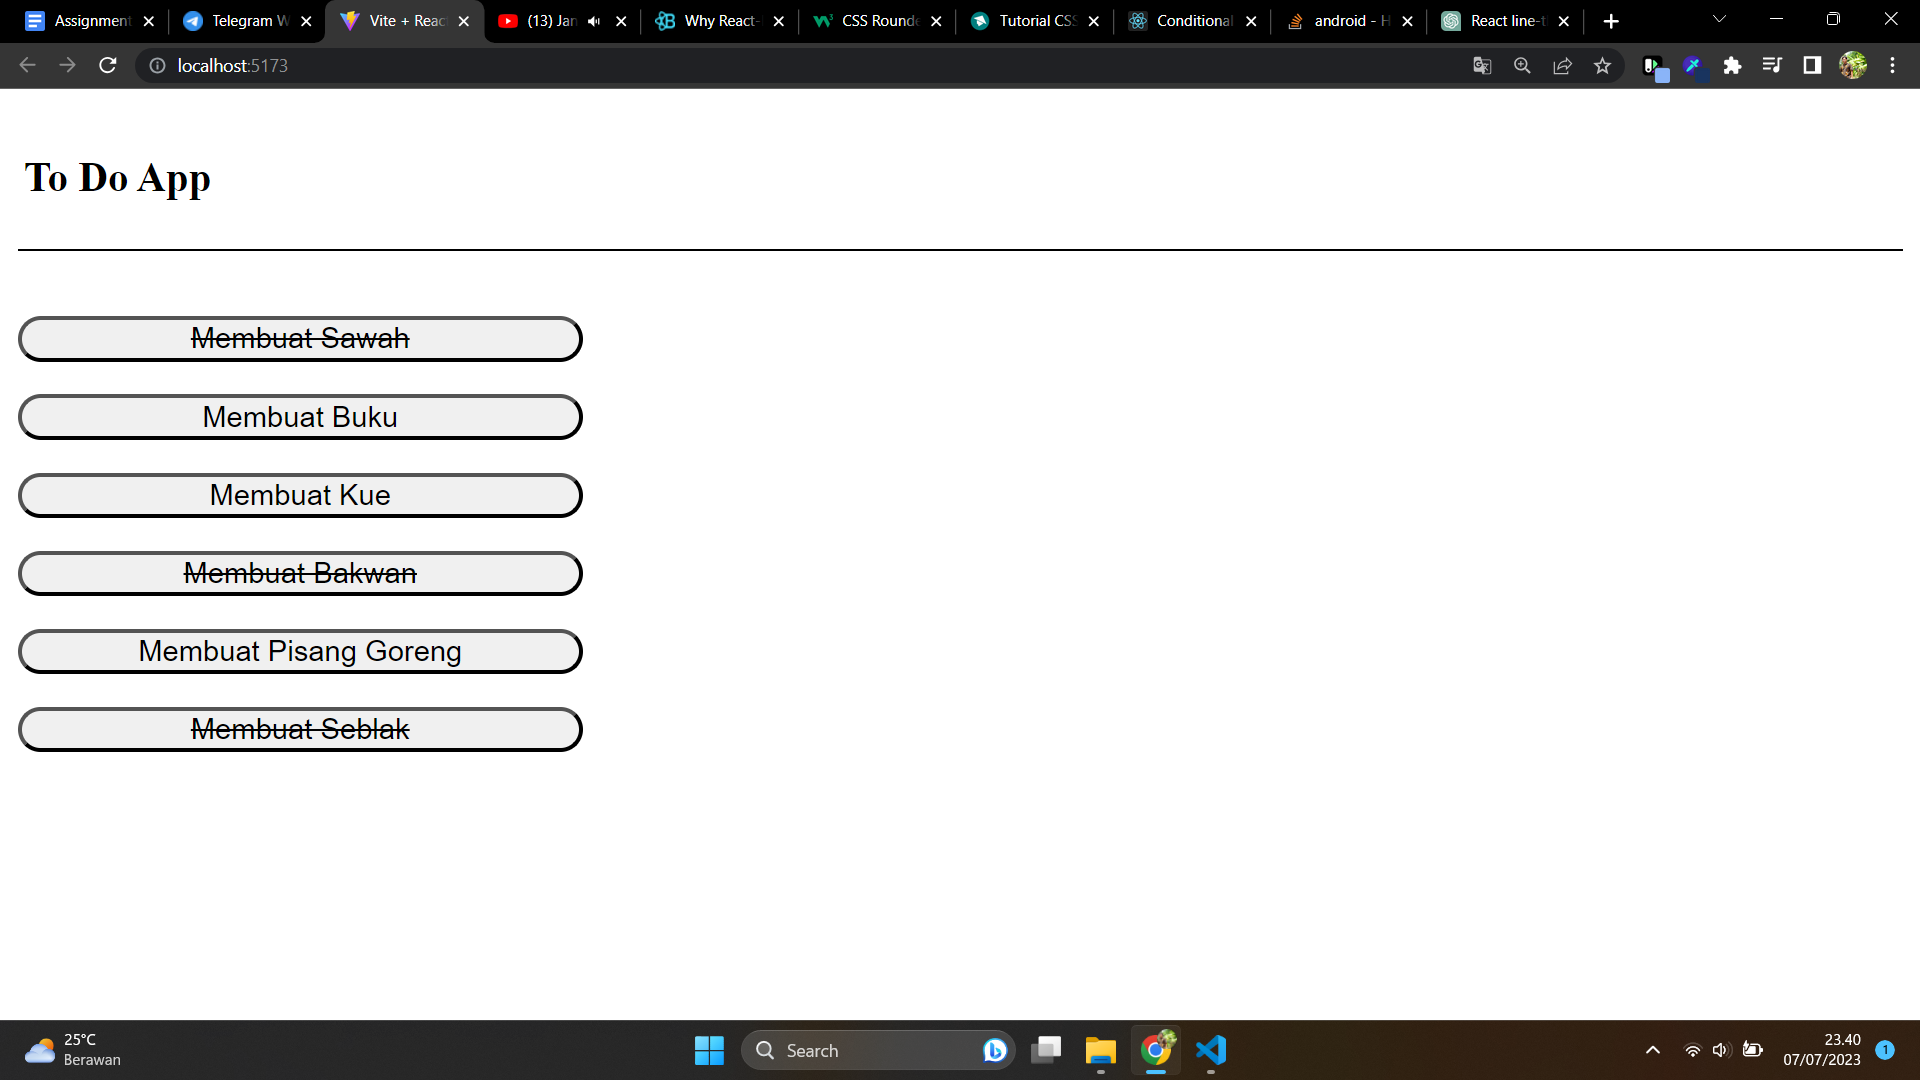 Assignment
Telegram W
Vite + Reac
(13) Jan
Why React-
CSS Rounde
Tutorial CSS
Conditional
android - H
React line-t
localhost:5173
To Do App
Membuat Sawah
Membuat Buku
Membuat Kue
Membuat Bakwan
Membuat Pisang Goreng
Membuat Seblak
25°C
Berawan
Search
23.40
07/07/2023
1